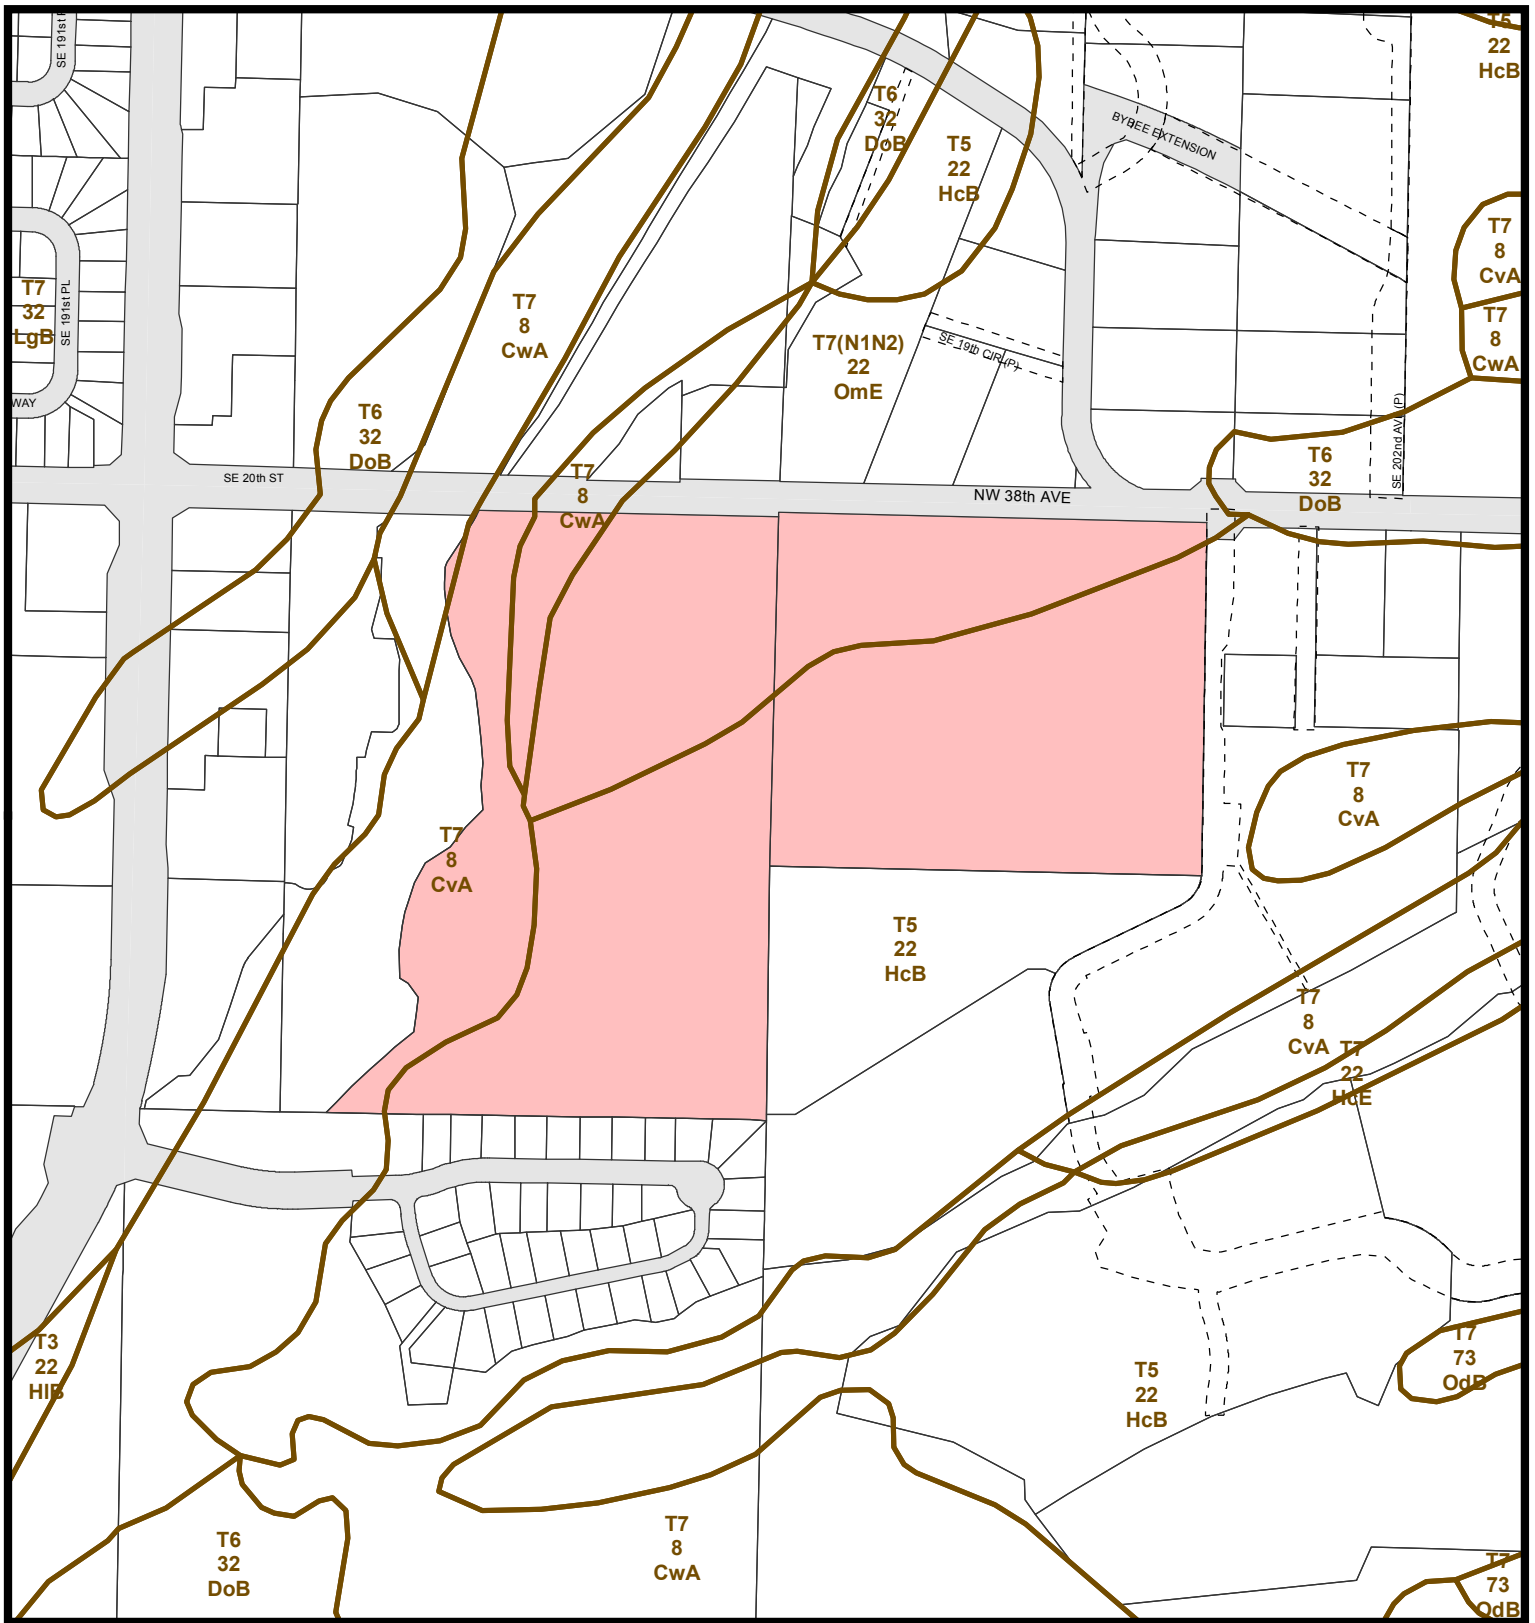 SE 191st P
T5
22
HcB
T6
32
DoB
BYBEE EXTENSION
T5
22
HcB
T7
8
CvA
T7
32
LgB
SE 191st PL
T7
8
CwA
T7
8
CwA
T7(N1N2)
22
OmE
SE 19th CIR (P)
WAY
T6
32
DoB
SE 202nd AVE (P)
T6
32
DoB
SE 20th ST
T7
8
CwA
NW 38th AVE
T7
8
CvA
T7
8
CvA
T5
22
HcB
T7
8
CvA
T7
22
HcE
T3
22
HlB
T7
73
OdB
T5
22
HcB
T6
32
DoB
T7
8
CwA
T7
73
OdB